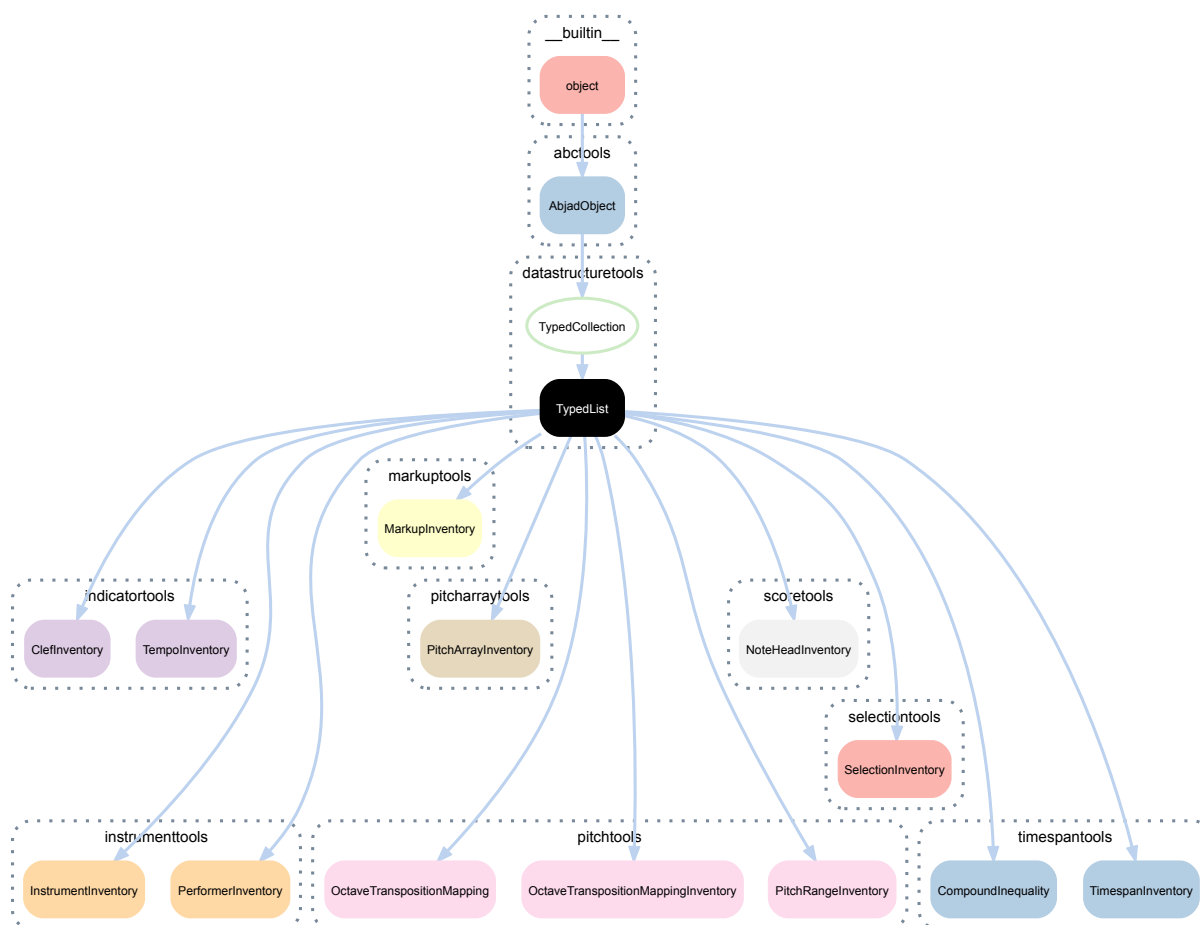 __builtin__
object
abctools
AbjadObject
datastructuretools
TypedCollection
TypedList
markuptools
MarkupInventory
indicatortools
pitcharraytools
scoretools
ClefInventory
TempoInventory
PitchArrayInventory
NoteHeadInventory
selectiontools
SelectionInventory
instrumenttools
pitchtools
timespantools
InstrumentInventory
PerformerInventory
OctaveTranspositionMapping
OctaveTranspositionMappingInventory
PitchRangeInventory
CompoundInequality
TimespanInventory